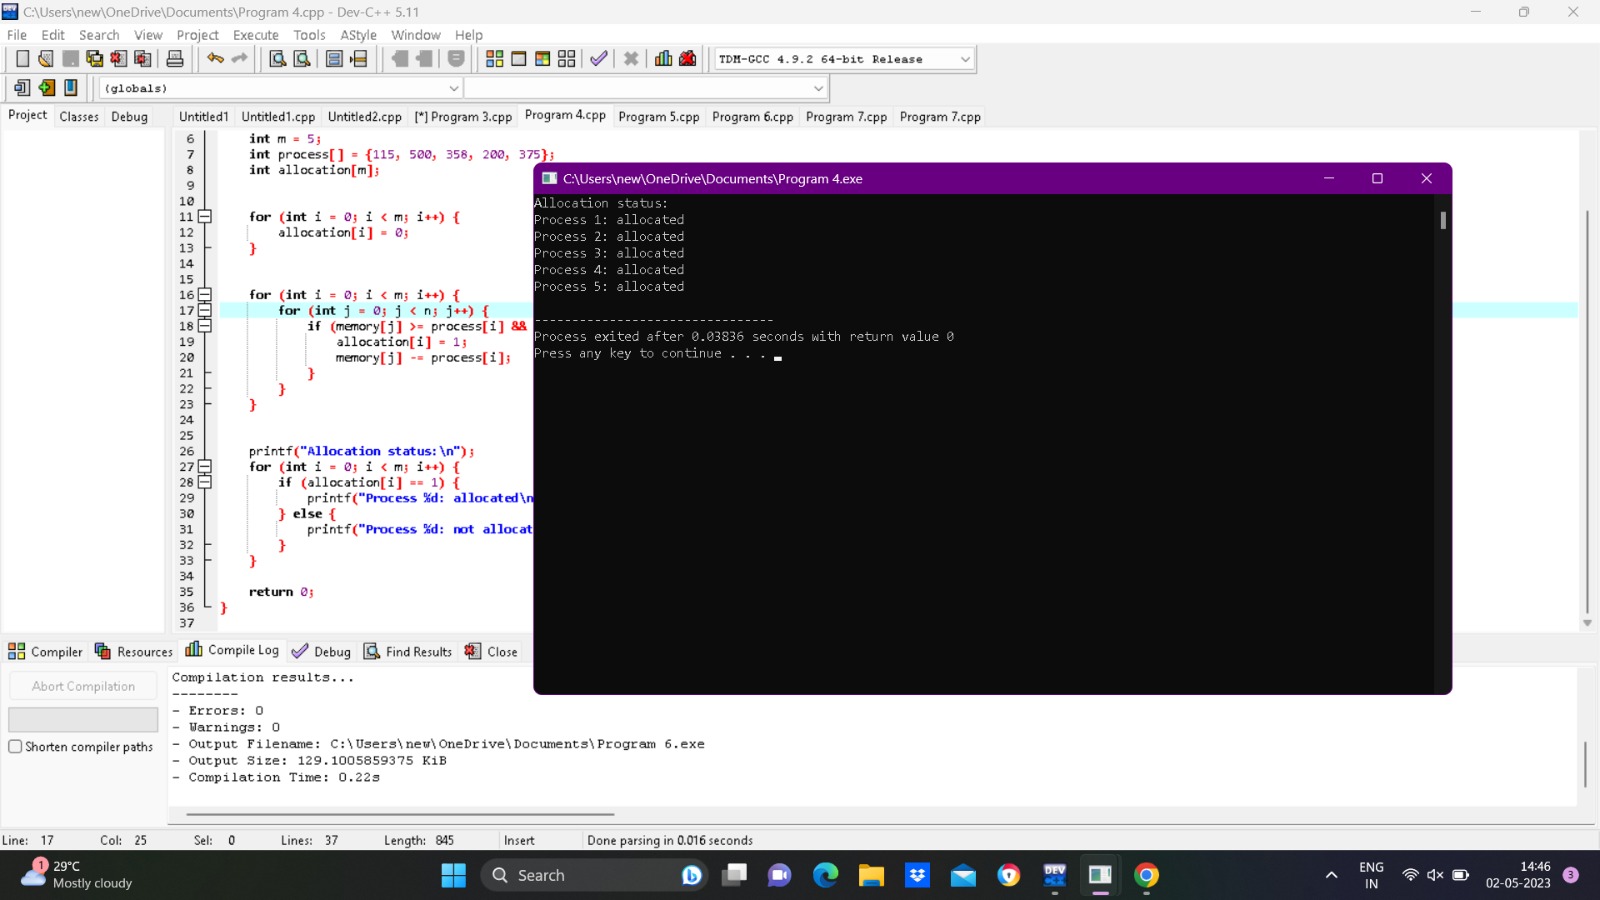 C:\Users\new\OneDrive\Documents\Program 4.cpp - Dev-C++ 5.11
File Edit Search View Project Execute Tools AStyle Window Help
TDM-GCC 4.9.2 64-bit Release
(globals)
Project Classes Debug
Untitled1 Untitled1.cpp Untitled2.cpp [*] Program 3.cpp Program 4.cpp Program 5.cpp Program 6.cpp Program 7.cpp Program 7.cpp
6 int m = 5;
7 int process[] = {115, 500, 358, 200, 375};
8 int allocation[m];
9
10
11 for (int i = 0; i < m; i++) {
12 allocation[i] = 0;
13 }
14
15
16 for (int i = 0; i < m; i++) {
17 for (int j = 0; j < n; j++) {
18 if (memory[j] >= process[i] &&
19 allocation[i] = 1;
20 memory[j] -= process[i];
21 }
22 }
23 }
24
25
26 printf("Allocation status:\n");
27 for (int i = 0; i < m; i++) {
28 if (allocation[i] == 1) {
29 printf("Process %d: allocated\n
30 } else {
31 printf("Process %d: not allocat
32 }
33 }
34
35 return 0;
36 }
37
C:\Users\new\OneDrive\Documents\Program 4.exe
Allocation status:
Process 1: allocated
Process 2: allocated
Process 3: allocated
Process 4: allocated
Process 5: allocated
--------------------------------
Process exited after 0.03836 seconds with return value 0
Press any key to continue . . .
Compiler Resources Compile Log Debug Find Results Close
Abort Compilation
Shorten compiler paths
Compilation results...
--------
- Errors: 0
- Warnings: 0
- Output Filename: C:\Users\new\OneDrive\Documents\Program 6.exe
- Output Size: 129.1005859375 KiB
- Compilation Time: 0.22s
Line: 17 Col: 25 Sel: 0 Lines: 37 Length: 845 Insert Done parsing in 0.016 seconds
1
29°C
Mostly cloudy
Search
DEV
ENG
IN
14:46
02-05-2023
3